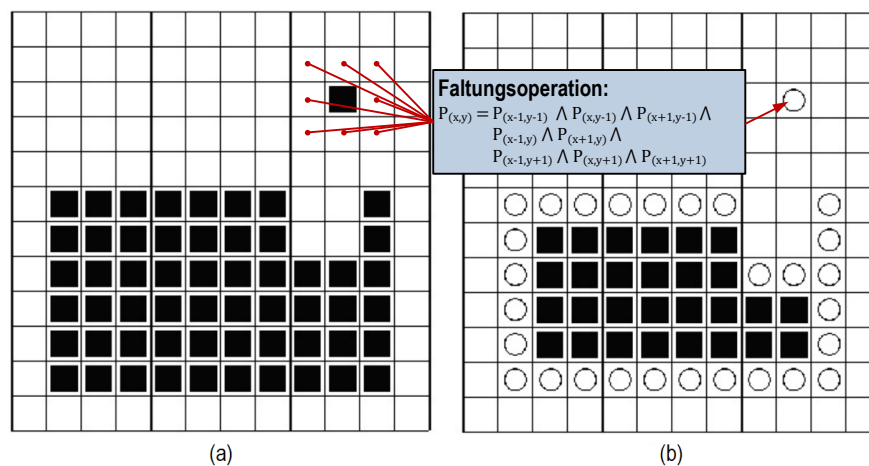 Faltungsoperation:
P(x,y) = P(x-1,y-1) ⋀ P(x,y-1) ⋀ P(x+1,y-1) ⋀
P(x-1,y) ⋀ P(x+1,y) ⋀
P(x-1,y+1) ⋀ P(x,y+1) ⋀ P(x+1,y+1)
(a)
(b)